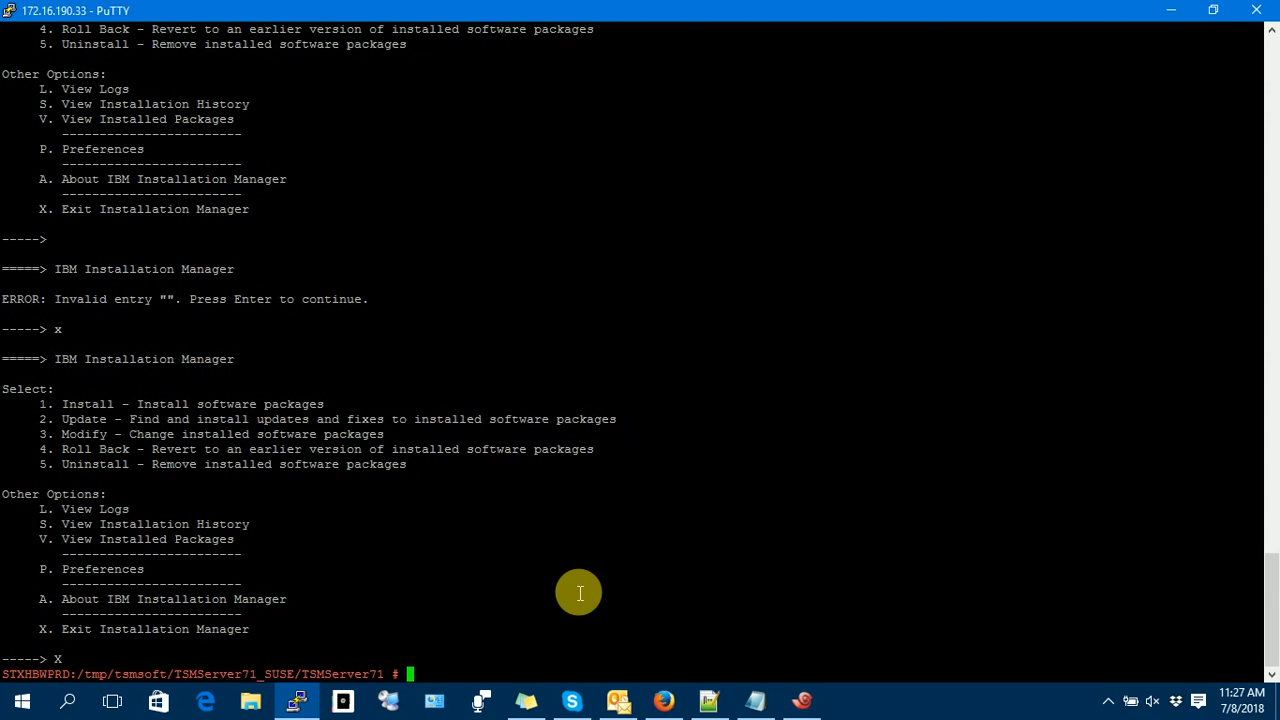 172.16.190.33 - PuTTY
4. Roll Back - Revert to an earlier version of installed software packages
5. Uninstall - Remove installed software packages
Other Options:
L. View Logs
S. View Installation History
V. View Installed Packages
------------------------
P. Preferences
------------------------
A. About IBM Installation Manager
------------------------
X. Exit Installation Manager
----->
=====> IBM Installation Manager
ERROR: Invalid entry "". Press Enter to continue.
-----> x
=====> IBM Installation Manager
Select:
1. Install - Install software packages
2. Update - Find and install updates and fixes to installed software packages
3. Modify - Change installed software packages
4. Roll Back - Revert to an earlier version of installed software packages
5. Uninstall - Remove installed software packages
Other Options:
L. View Logs
S. View Installation History
V. View Installed Packages
------------------------
P. Preferences
------------------------
A. About IBM Installation Manager
------------------------
X. Exit Installation Manager
-----> X
STXHBWPRD:/tmp/tsmsoft/TSMServer71_SUSE/TSMServer71 #
11:27 AM
7/8/2018